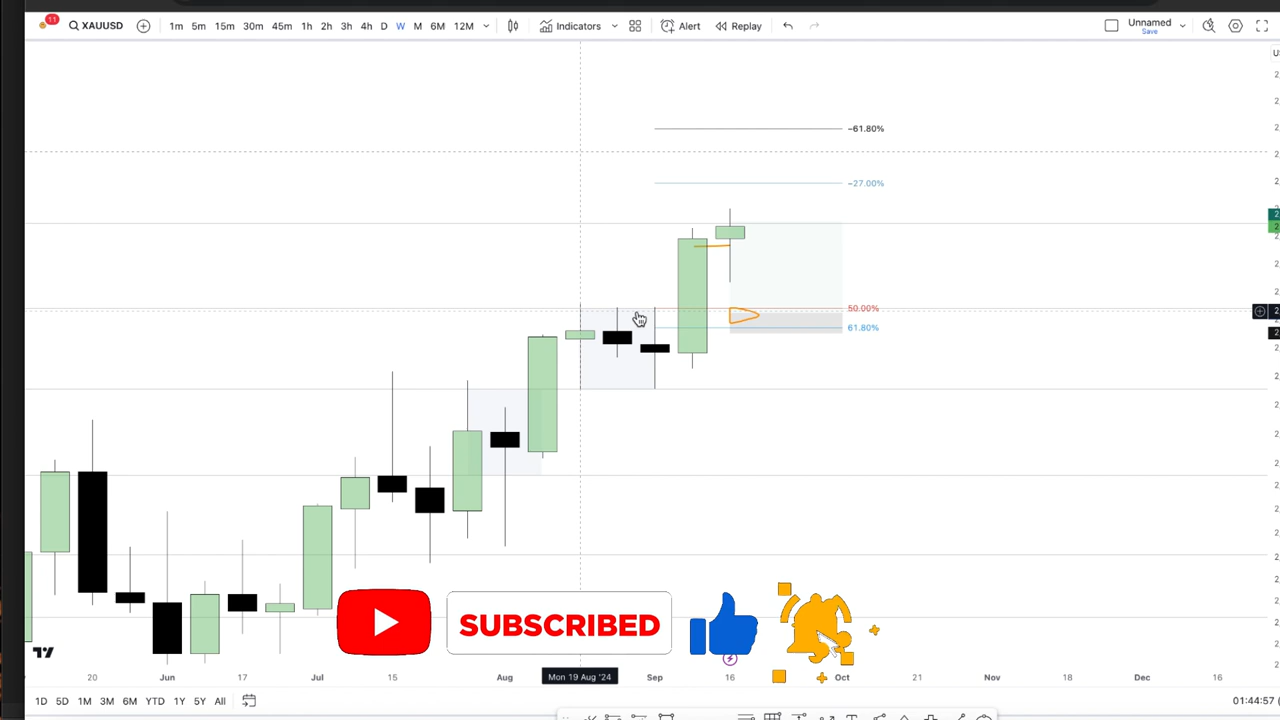 11
XAUUSD 1m 5m 15m 30m 45m 1h 2h 3h 4h D W M 6M 12M Indicators Alert Replay Unnamed
Save
−61.80%
−27.00%
50.00%
61.80%
SUBSCRIBED
20 Jun 17 Jul 15 Aug Mon 19 Aug '24 Sep 16 Oct 21 Nov 18 Dec 16
1D 5D 1M 3M 6M YTD 1Y 5Y All 01:44:57